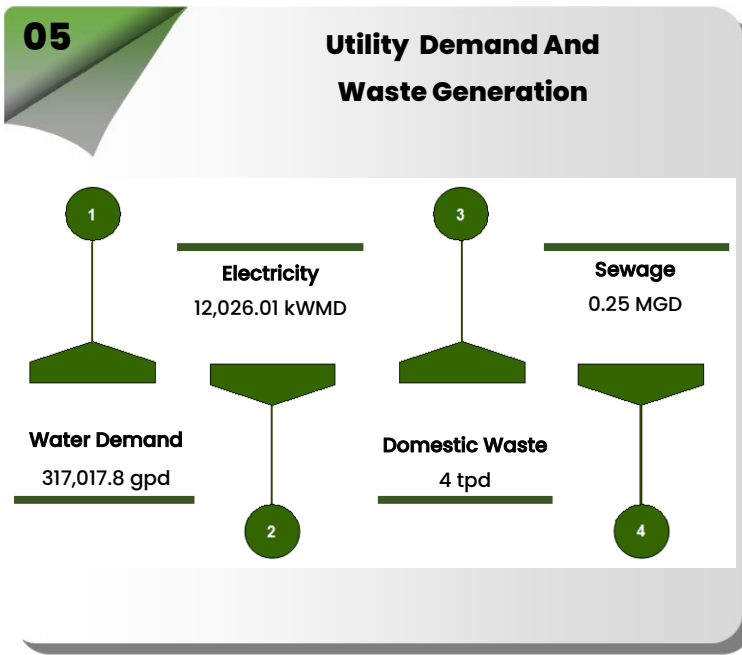 05
Utility Demand And
Waste Generation
1
Water Demand
317,017.8 gpd
Electricity
12,026.01 kWMD
2
3
Domestic Waste
4 tpd
Sewage
0.25 MGD
4